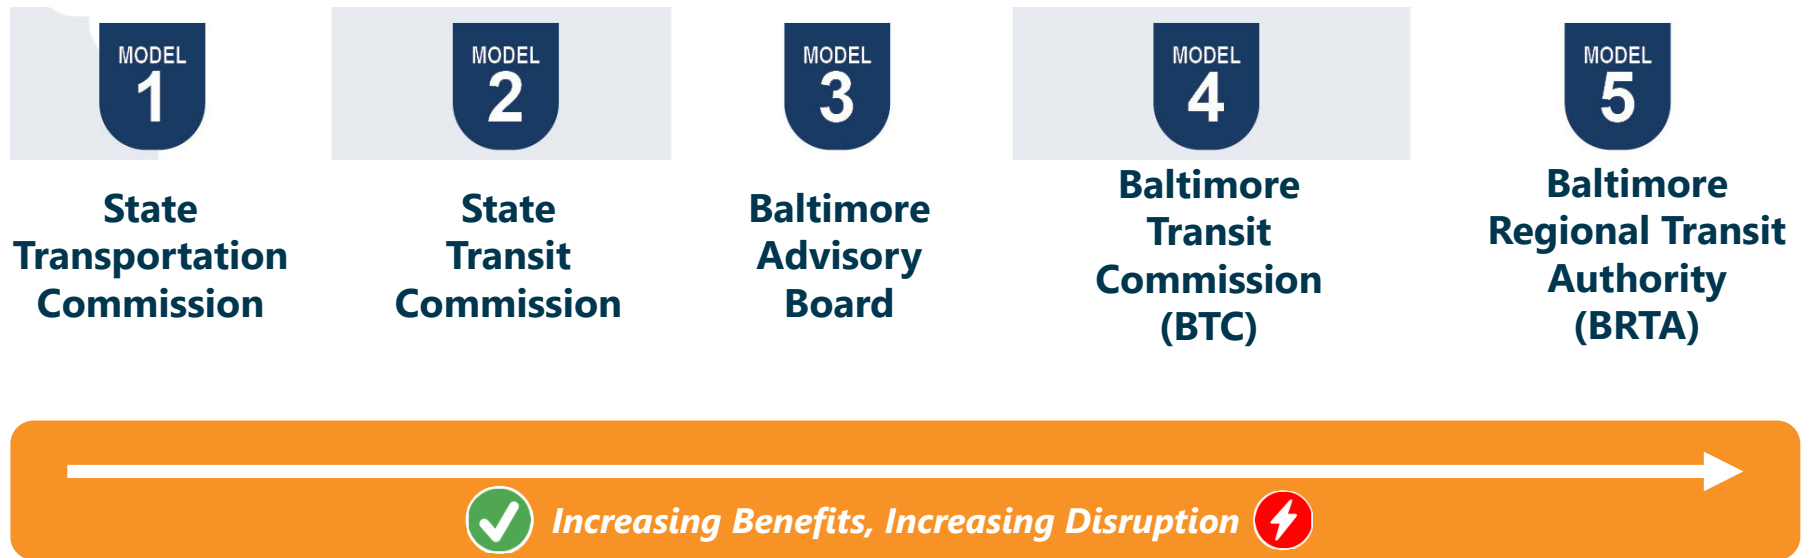 MODEL
1
State
Transportation
Commission
MODEL
2
State
Transit
Commission
MODEL
3
Baltimore
Advisory
Board
MODEL
4
Baltimore
Transit
Commission
(BTC)
MODEL
5
Baltimore
Regional Transit
Authority
(BRTA)
Increasing Benefits, Increasing Disruption